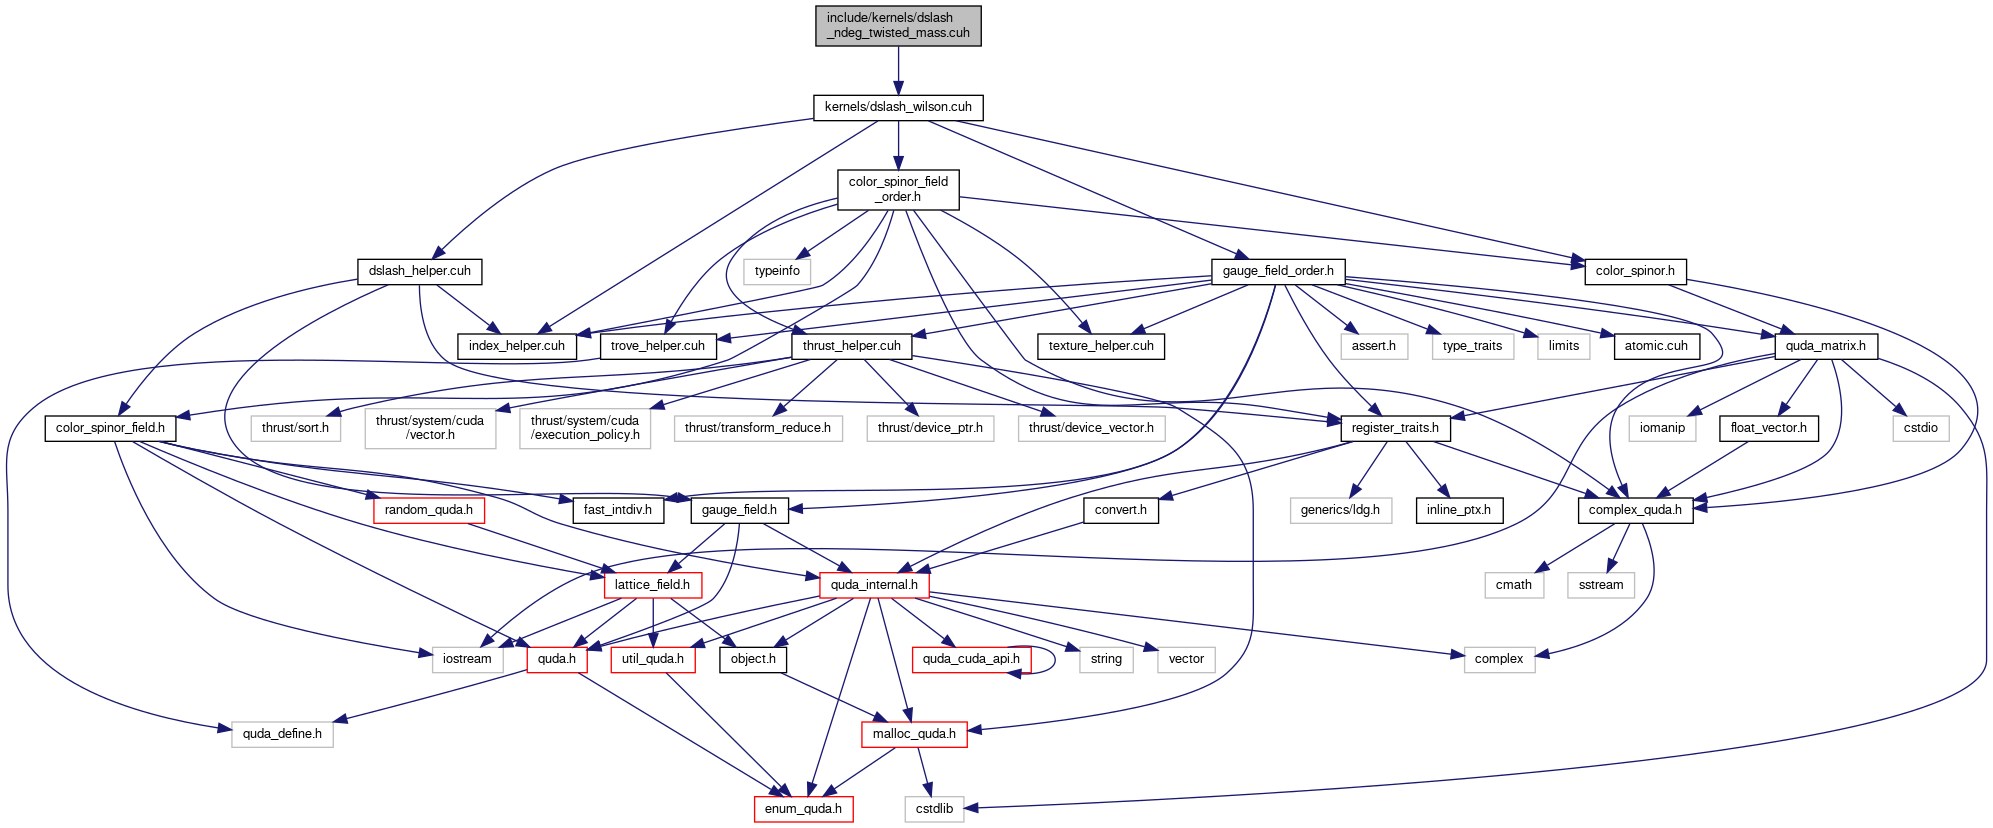 include/kernels/dslash
_ndeg_twisted_mass.cuh
kernels/dslash_wilson.cuh
color_spinor_field
_order.h
dslash_helper.cuh
typeinfo
gauge_field_order.h
color_spinor.h
index_helper.cuh
trove_helper.cuh
thrust_helper.cuh
texture_helper.cuh
assert.h
type_traits
limits
atomic.cuh
quda_matrix.h
color_spinor_field.h
thrust/sort.h
thrust/system/cuda
/vector.h
thrust/system/cuda
/execution_policy.h
thrust/transform_reduce.h
thrust/device_ptr.h
thrust/device_vector.h
register_traits.h
iomanip
float_vector.h
cstdio
random_quda.h
fast_intdiv.h
gauge_field.h
convert.h
generics/ldg.h
inline_ptx.h
complex_quda.h
lattice_field.h
quda_internal.h
cmath
sstream
iostream
quda.h
util_quda.h
object.h
quda_cuda_api.h
string
vector
complex
quda_define.h
malloc_quda.h
enum_quda.h
cstdlib